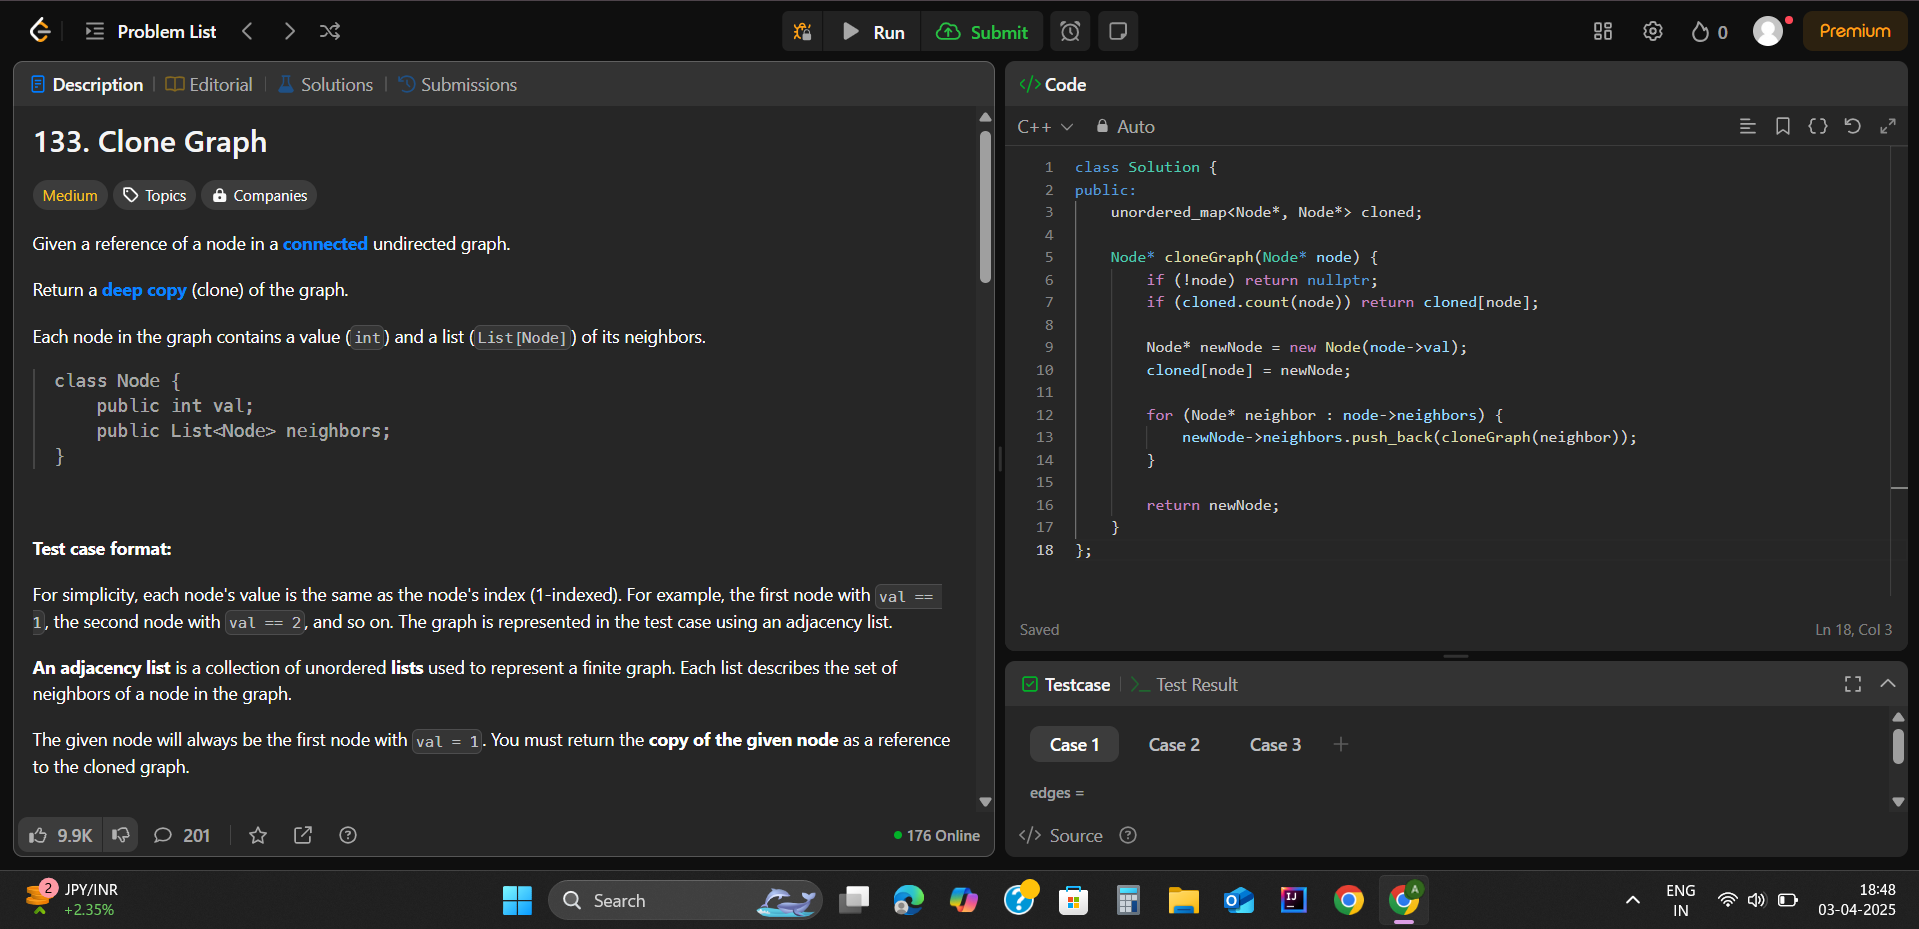 Problem List
Run
Submit
0
Premium
Description
Editorial
Solutions
Submissions
133. Clone Graph
Medium
Topics
Companies
Given a reference of a node in a connected undirected graph.
Return a deep copy (clone) of the graph.
Each node in the graph contains a value (int) and a list (List[Node]) of its neighbors.
class Node {
    public int val;
    public List<Node> neighbors;
}
Test case format:
For simplicity, each node's value is the same as the node's index (1-indexed). For example, the first node with val ==
1, the second node with val == 2, and so on. The graph is represented in the test case using an adjacency list.
An adjacency list is a collection of unordered lists used to represent a finite graph. Each list describes the set of
neighbors of a node in the graph.
The given node will always be the first node with val = 1. You must return the copy of the given node as a reference
to the cloned graph.
9.9K
201
176 Online
</> Code
C++
Auto
1 class Solution {
2 public:
3     unordered_map<Node*, Node*> cloned;
4
5     Node* cloneGraph(Node* node) {
6         if (!node) return nullptr;
7         if (cloned.count(node)) return cloned[node];
8
9         Node* newNode = new Node(node->val);
10         cloned[node] = newNode;
11
12         for (Node* neighbor : node->neighbors) {
13             newNode->neighbors.push_back(cloneGraph(neighbor));
14         }
15
16         return newNode;
17     }
18 };
Saved
Ln 18, Col 3
Testcase
>_ Test Result
Case 1
Case 2
Case 3
+
edges =
</> Source
2
JPY/INR
+2.35%
Search
IJ
A
ENG
IN
18:48
03-04-2025